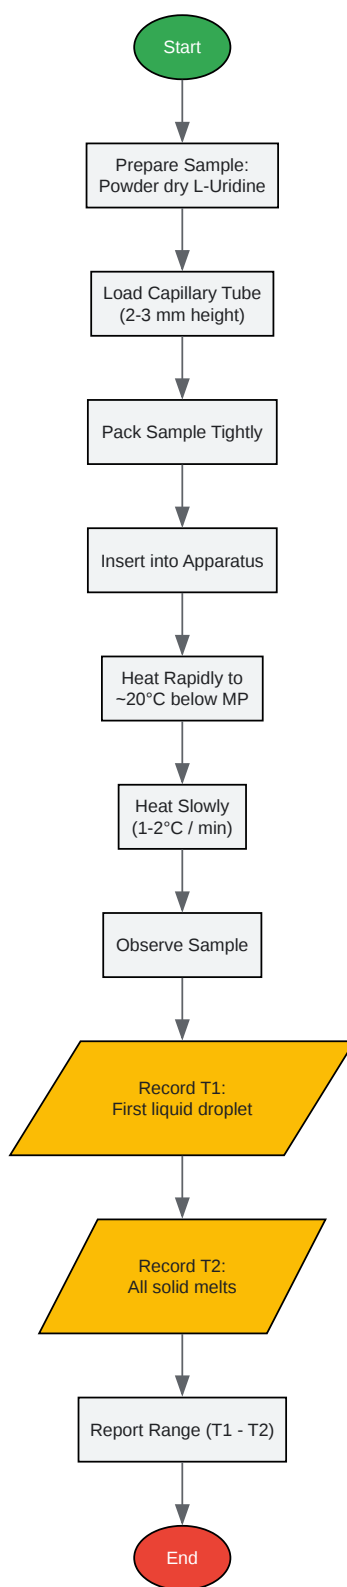 Start
Prepare Sample:
Powder dry L-Uridine
Load Capillary Tube
(2-3 mm height)
Pack Sample Tightly
Insert into Apparatus
Heat Rapidly to
~20°C below MP
Heat Slowly
(1-2°C / min)
Observe Sample
Record T1:
First liquid droplet
Record T2:
All solid melts
Report Range (T1 - T2)
End